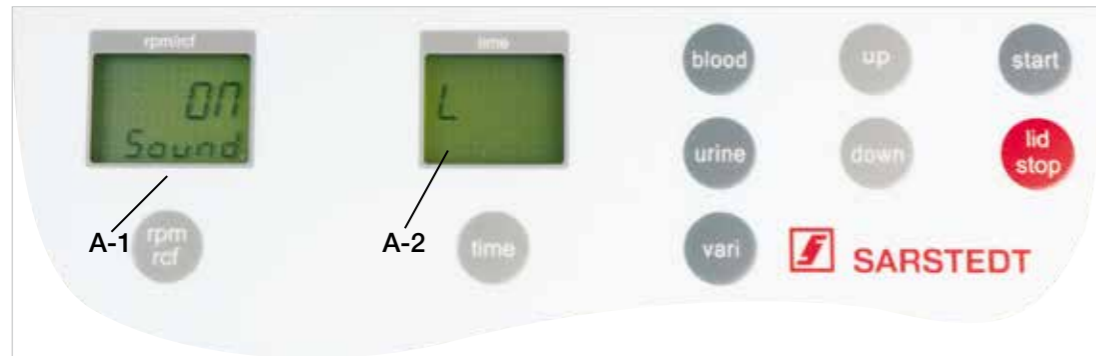 rpm/rcf
ON
Sound
time
L
A-1
A-2
rpm
rcf
time
blood
up
start
urine
down
lid
stop
vari
SARSTEDT